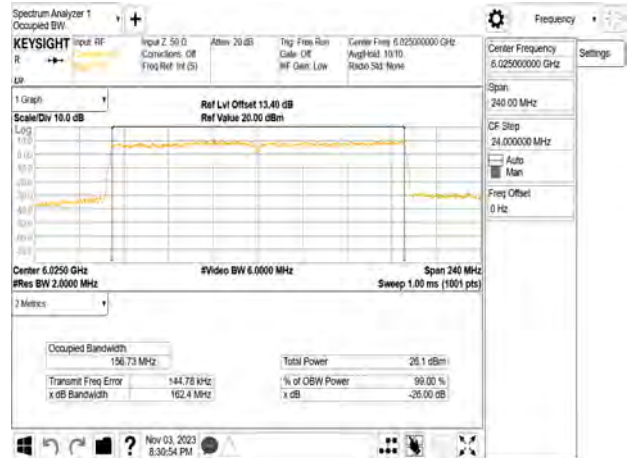 Spectrum Analyzer 1
Occupied BW
KEYSIGHT
R
Input: RF
Input Z: 50 Ω
Corrections: Off
Freq Ref: Int (S)
Atten: 20 dB
Trig: Free Run
Gate: Off
#IF Gain: Low
Center Freq: 6.025000000 GHz
Avg|Hold: 10/10
Radio Std: None
Frequency
Settings
Center Frequency
6.025000000 GHz
Span
240.00 MHz
CF Step
24.000000 MHz
Auto
Man
Freq Offset
0 Hz
1 Graph
Scale/Div 10.0 dB
Ref Lvl Offset 13.40 dB
Ref Value 20.00 dBm
Log
10.0
0.00
Center 6.0250 GHz
#Video BW 6.0000 MHz
Span 240 MHz
#Res BW 2.0000 MHz
Sweep 1.00 ms (1001 pts)
2 Metrics
Occupied Bandwidth
156.73 MHz
Total Power
26.1 dBm
Transmit Freq Error
144.78 kHz
% of OBW Power
99.00 %
x dB Bandwidth
162.4 MHz
x dB
-26.00 dB
?
Nov 03, 2023
8:30:54 PM